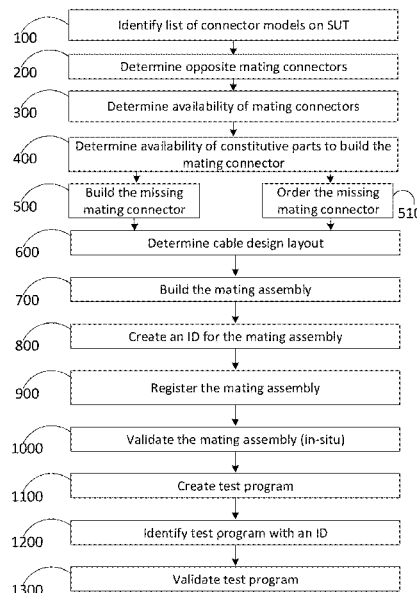 100
Identify list of connector models on SUT
200
Determine opposite mating connectors
300
Determine availability of mating connectors
400
Determine availability of constitutive parts to build the
mating connector
500
Build the missing
mating connector
Order the missing
mating connector
510
600
Determine cable design layout
700
Build the mating assembly
800
Create an ID for the mating assembly
900
Register the mating assembly
1000
Validate the mating assembly (in-situ)
1100
Create test program
1200
Identify test program with an ID
1300
Validate test program